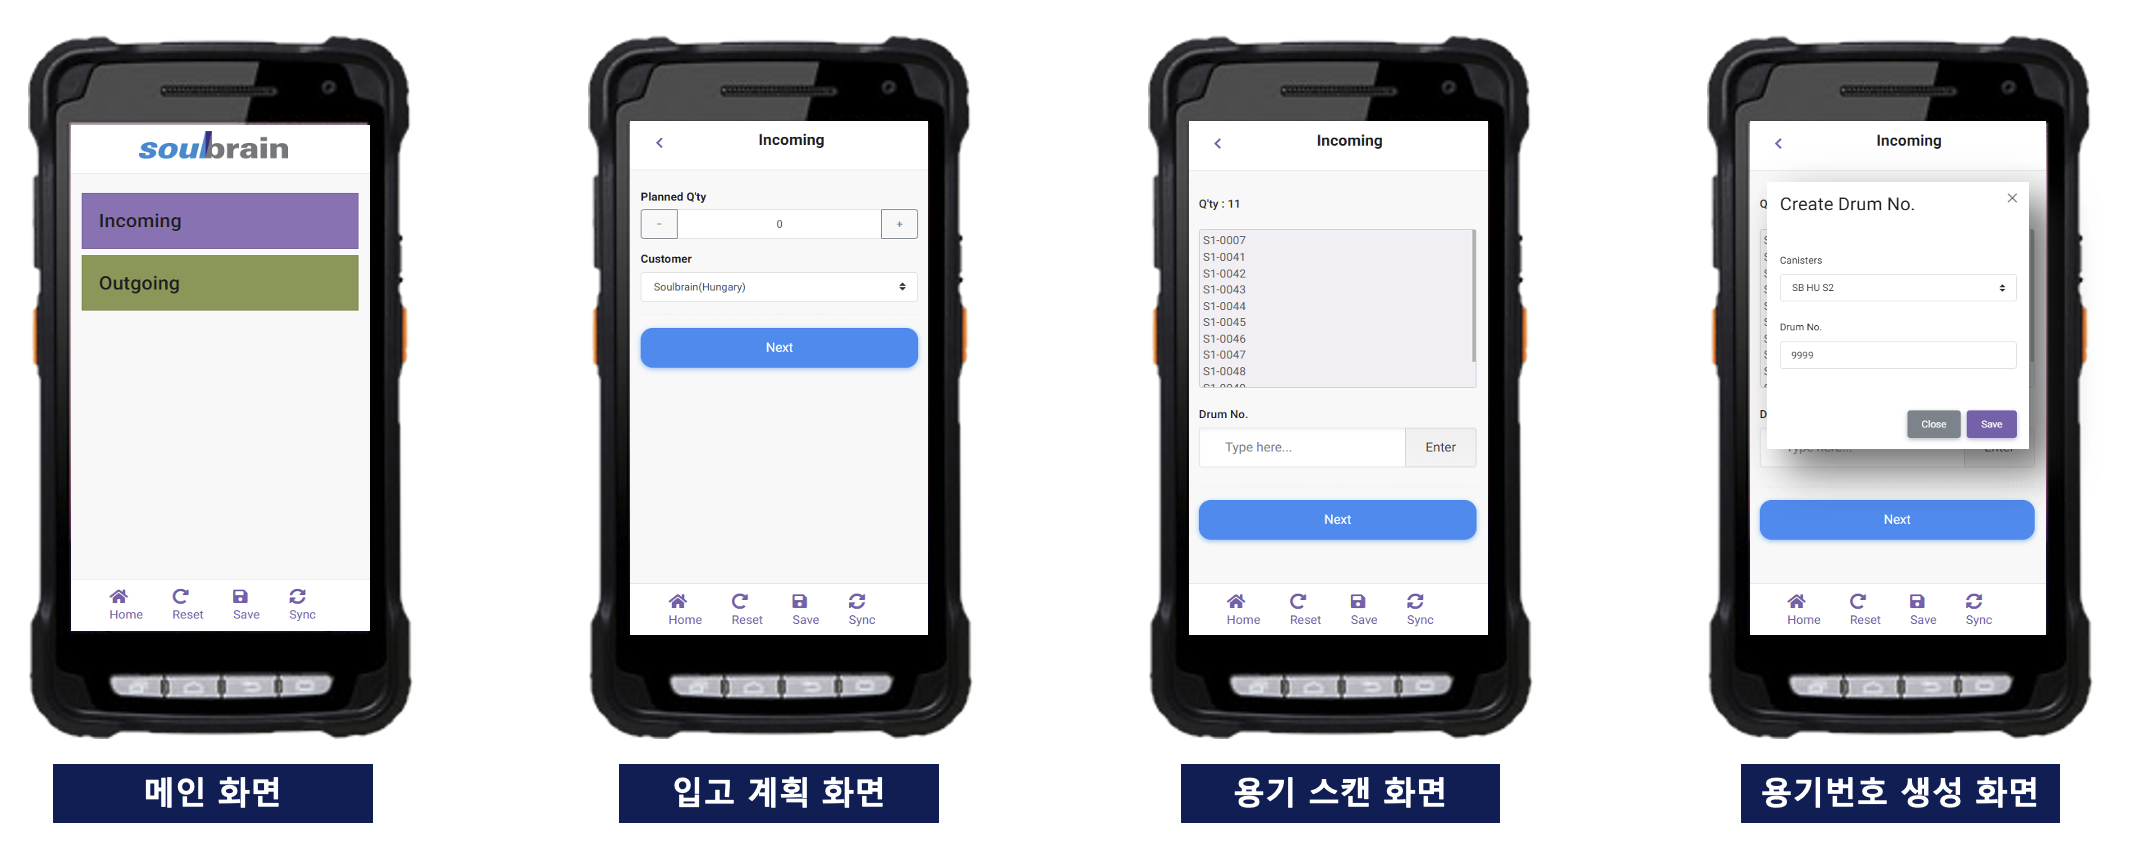 soulbrain
Incoming
Outgoing
Home Reset Save Sync
메인 화면
Incoming
Planned Q'ty
- 0 +
Customer
Soulbrain(Hungary)
Next
Home Reset Save Sync
입고 계획 화면
Incoming
Q'ty : 11
S1-0007
S1-0041
S1-0042
S1-0043
S1-0044
S1-0045
S1-0046
S1-0047
S1-0048
Drum No.
Type here...
Enter
Next
Home Reset Save Sync
용기 스캔 화면
Incoming
Create Drum No.
Canisters
SB HU S2
Drum No.
9999
Close Save
Next
Home Reset Save Sync
용기번호 생성 화면